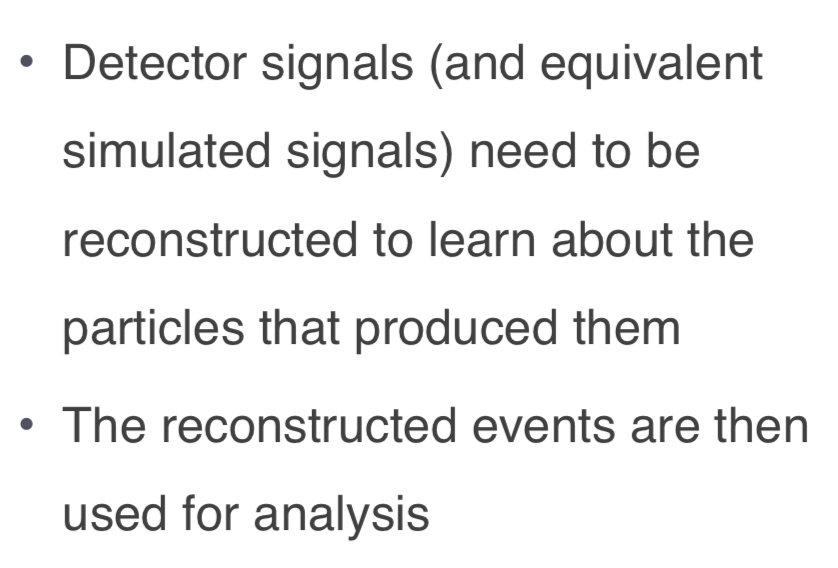 • Detector signals (and equivalent
simulated signals) need to be
reconstructed to learn about the
particles that produced them
• The reconstructed events are then
used for analysis